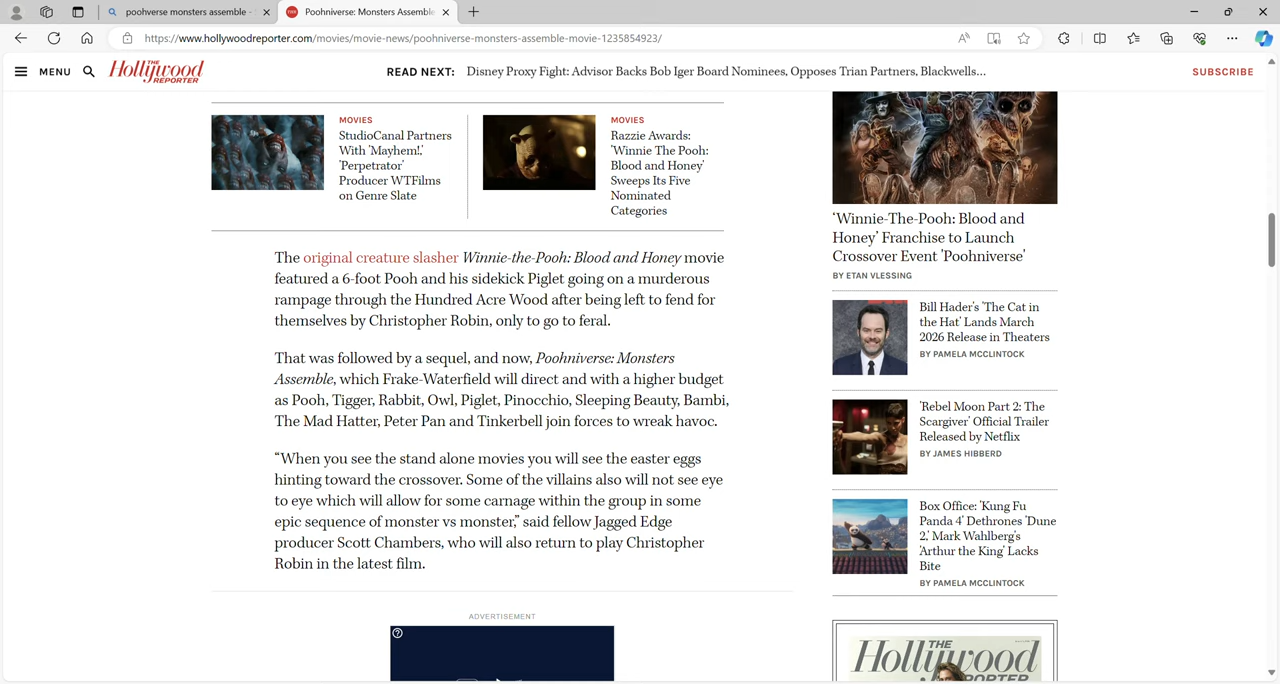 poohverse monsters assemble -
Poohniverse: Monsters Assemble
https://www.hollywoodreporter.com/movies/movie-news/poohniverse-monsters-assemble-movie-1235854923/
MENU
THE
Hollywood
REPORTER
READ NEXT: Disney Proxy Fight: Advisor Backs Bob Iger Board Nominees, Opposes Trian Partners, Blackwells...
SUBSCRIBE
MOVIES
StudioCanal Partners
With 'Mayhem!,'
'Perpetrator'
Producer WTFilms
on Genre Slate
MOVIES
Razzie Awards:
'Winnie The Pooh:
Blood and Honey'
Sweeps Its Five
Nominated
Categories
The original creature slasher Winnie-the-Pooh: Blood and Honey movie
featured a 6-foot Pooh and his sidekick Piglet going on a murderous
rampage through the Hundred Acre Wood after being left to fend for
themselves by Christopher Robin, only to go to feral.
That was followed by a sequel, and now, Poohniverse: Monsters
Assemble, which Frake-Waterfield will direct and with a higher budget
as Pooh, Tigger, Rabbit, Owl, Piglet, Pinocchio, Sleeping Beauty, Bambi,
The Mad Hatter, Peter Pan and Tinkerbell join forces to wreak havoc.
“When you see the stand alone movies you will see the easter eggs
hinting toward the crossover. Some of the villains also will not see eye
to eye which will allow for some carnage within the group in some
epic sequence of monster vs monster,” said fellow Jagged Edge
producer Scott Chambers, who will also return to play Christopher
Robin in the latest film.
ADVERTISEMENT
‘Winnie-The-Pooh: Blood and
Honey’ Franchise to Launch
Crossover Event 'Poohniverse'
BY ETAN VLESSING
Bill Hader's 'The Cat in
the Hat' Lands March
2026 Release in Theaters
BY PAMELA MCCLINTOCK
'Rebel Moon Part 2: The
Scargiver' Official Trailer
Released by Netflix
BY JAMES HIBBERD
Box Office: 'Kung Fu
Panda 4' Dethrones 'Dune
2,' Mark Wahlberg's
'Arthur the King' Lacks
Bite
BY PAMELA MCCLINTOCK
THE
Hollywood
REPORTER